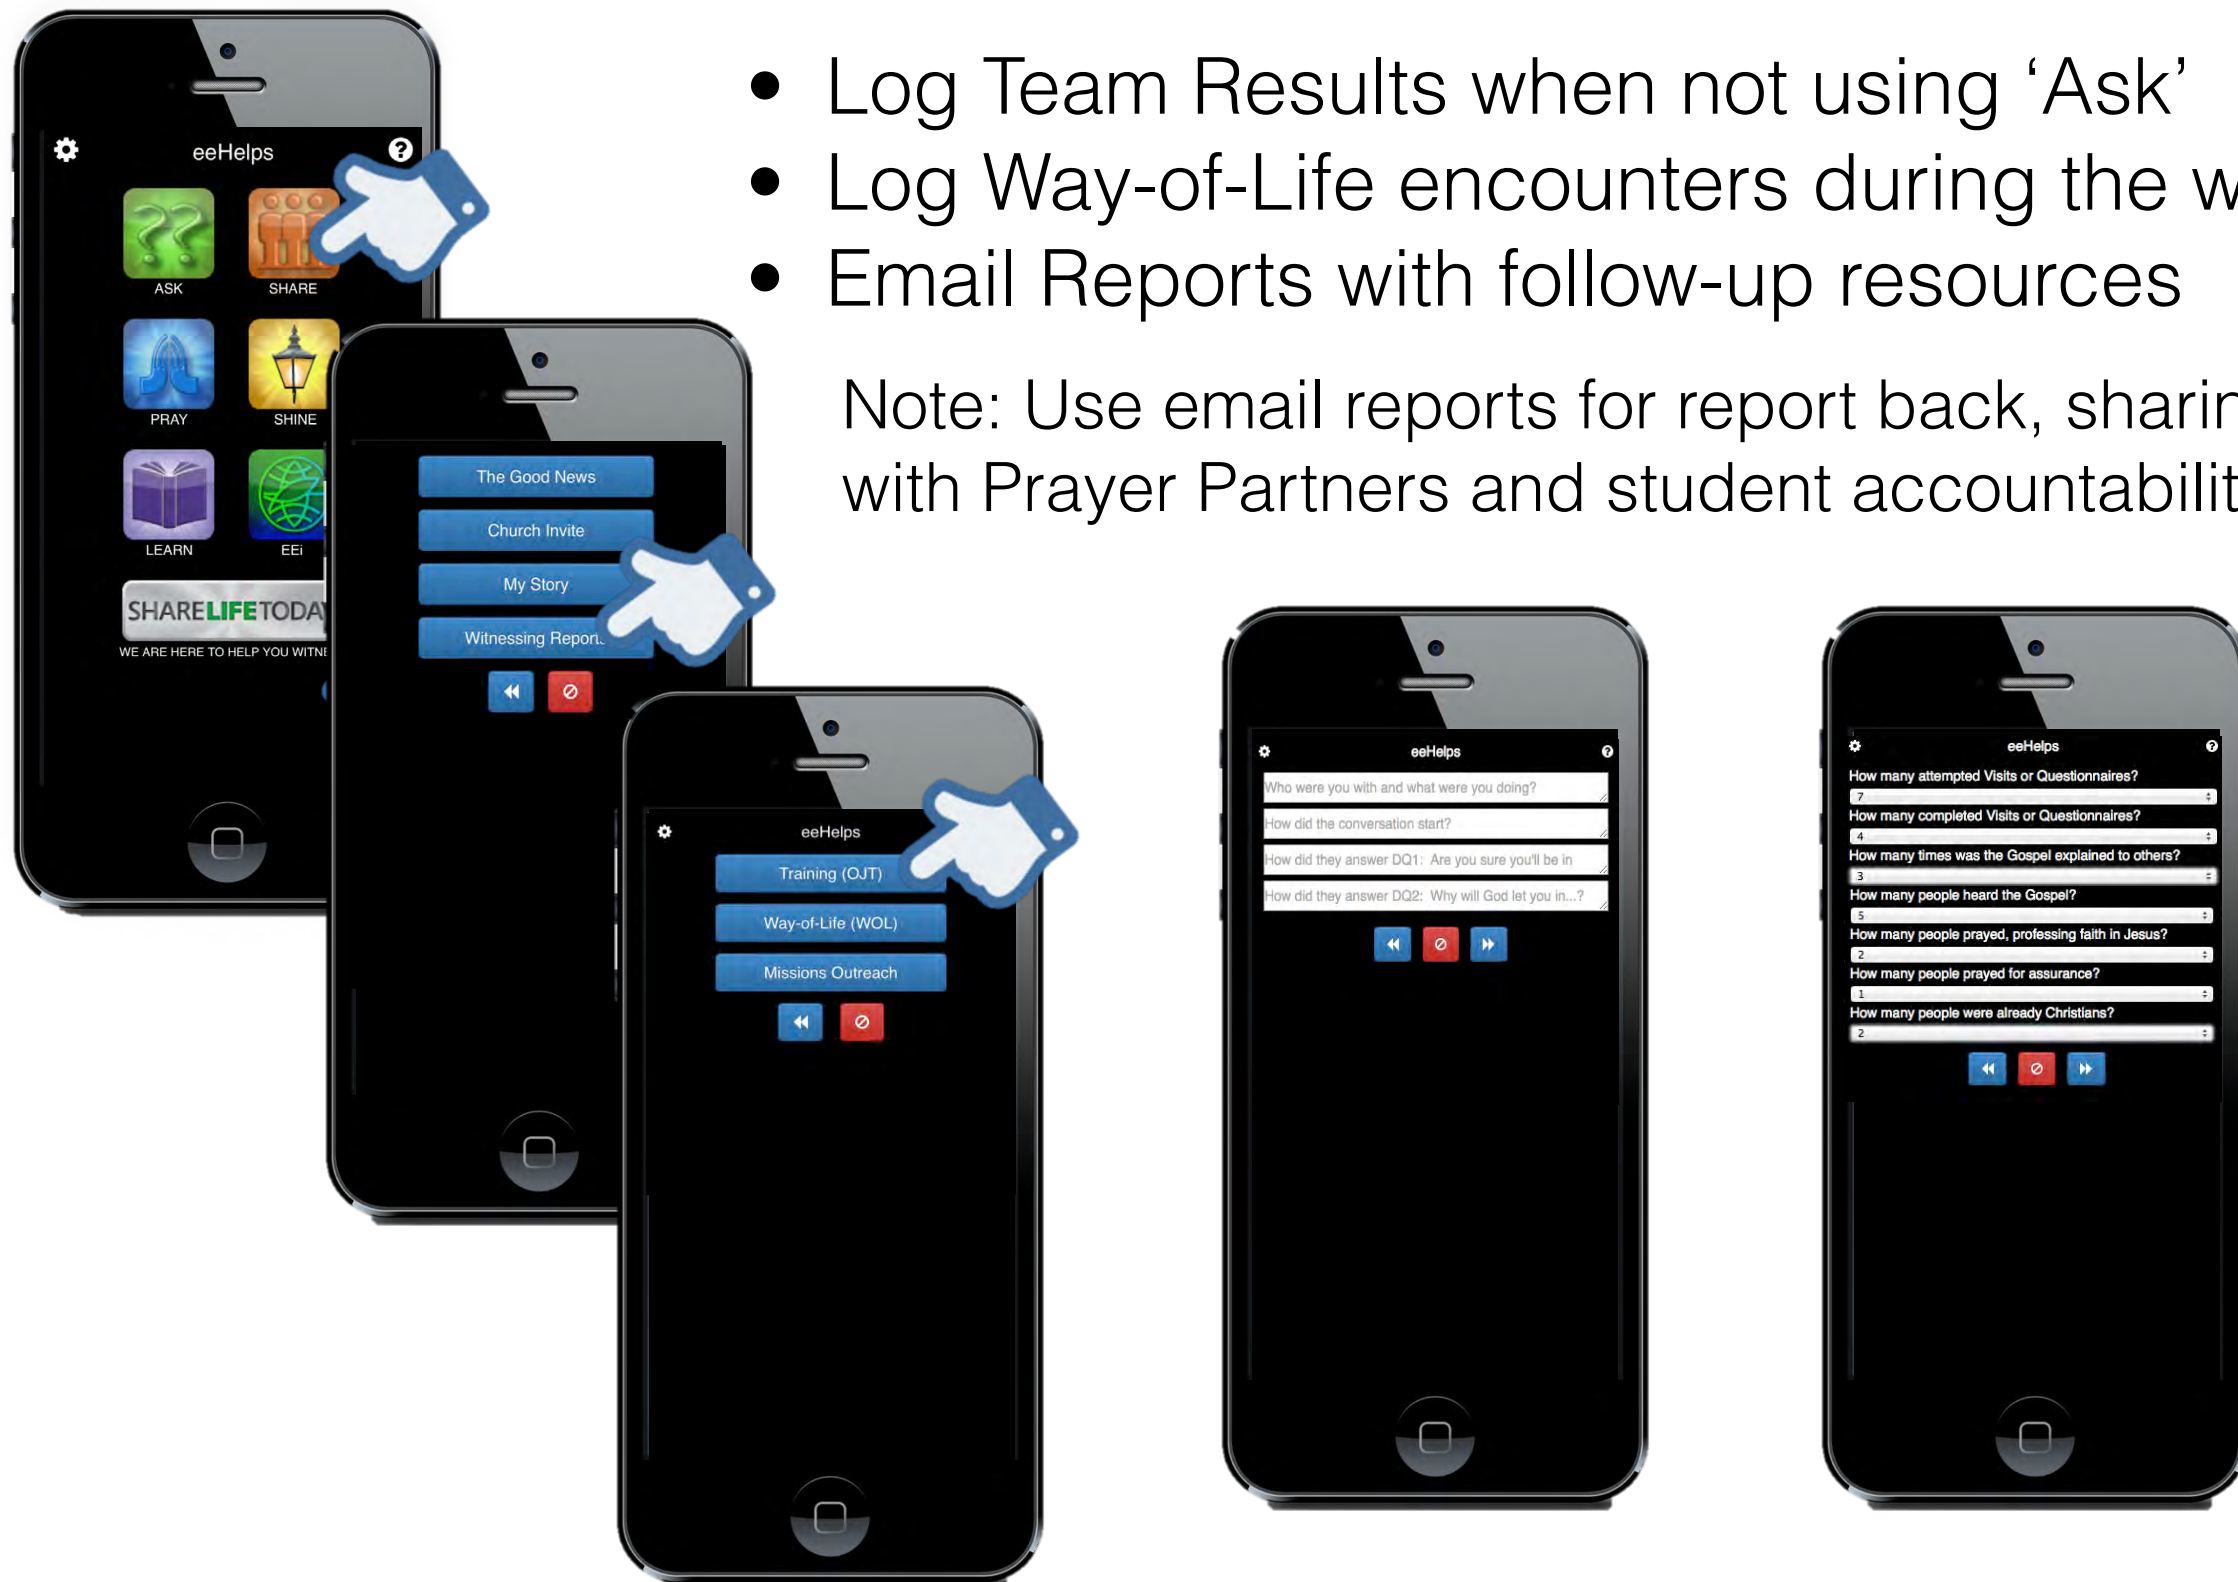 • Log Team Results when not using ‘Ask’
• Log Way-of-Life encounters during the
• Email Reports with follow-up resources
Note: Use email reports for report back,
with Prayer Partners and student
eeHelps
ASK
SHARE
PRAY
SHINE
LEARN
EEi
SHARELIFETODA
WE ARE HERE TO HELP YOU
The Good News
Church Invite
My Story
Witnessing Reports
eeHelps
Training (OJT)
Way-of-Life (WOL)
Missions Outreach
eeHelps
Who were you with and what were you doing?
How did the conversation start?
How did they answer DQ1: Are you sure you'll be in
How did they answer DQ2: Why will God let you in...?
eeHelps
How many attempted Visits or Questionnaires?
7
How many completed Visits or Questionnaires?
4
How many times was the Gospel explained to others?
3
How many people heard the Gospel?
5
How many people prayed, professing faith in Jesus?
2
How many people prayed for assurance?
1
How many people were already Christians?
2